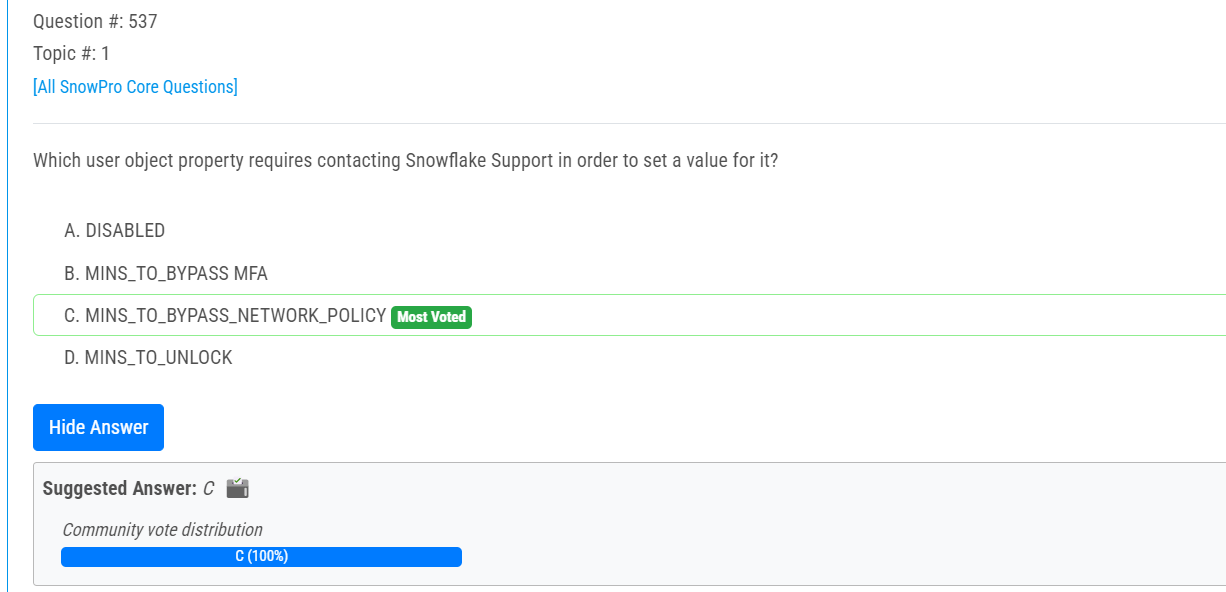 Question #: 537
Topic #: 1
[All SnowPro Core Questions]
Which user object property requires contacting Snowflake Support in order to set a value for it?
A. DISABLED
B. MINS_TO_BYPASS MFA
C. MINS_TO_BYPASS_NETWORK_POLICY Most Voted
D. MINS_TO_UNLOCK
Hide Answer
Suggested Answer: C
Community vote distribution
C (100%)